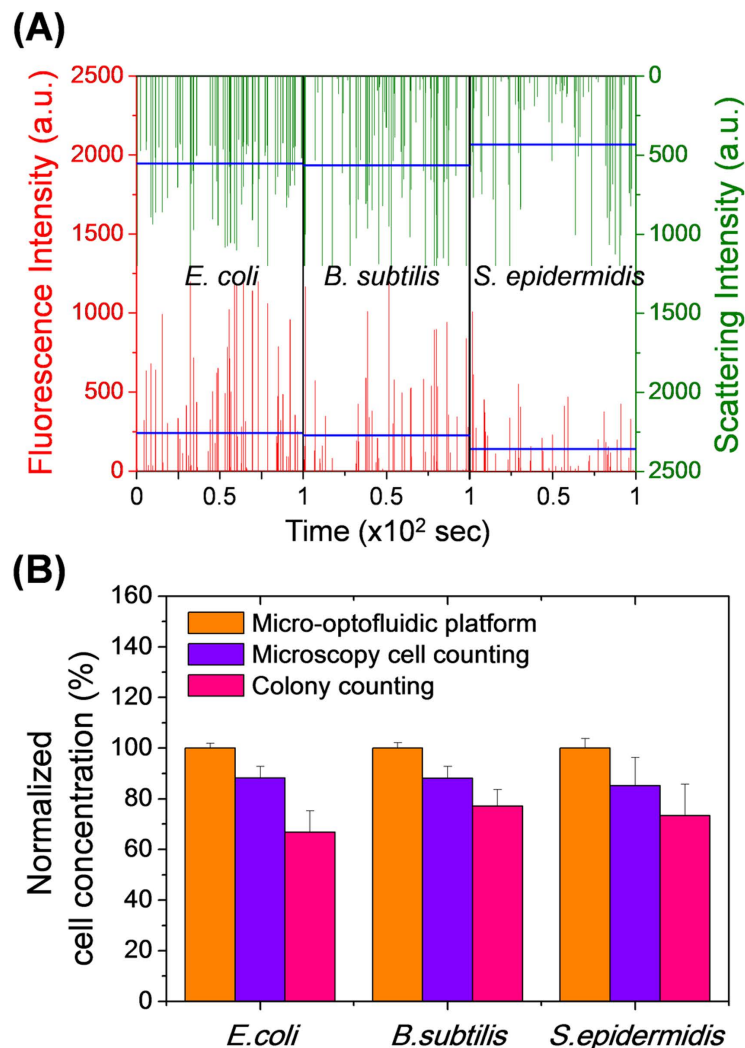 (A)
Fluorescence Intensity (a.u.)
2500
2000
1500
1000
500
0
0
500
1000
1500
2000
2500
Scattering Intensity (a.u.)
E. coli B. subtilis S. epidermidis
0 0.5 1 0.5 1 0.5 1
Time (x10² sec)
(B)
Normalized
cell concentration (%)
160
140
120
100
80
60
40
20
0
Micro-optofluidic platform
Microscopy cell counting
Colony counting
E.coli B.subtilis S.epidermidis